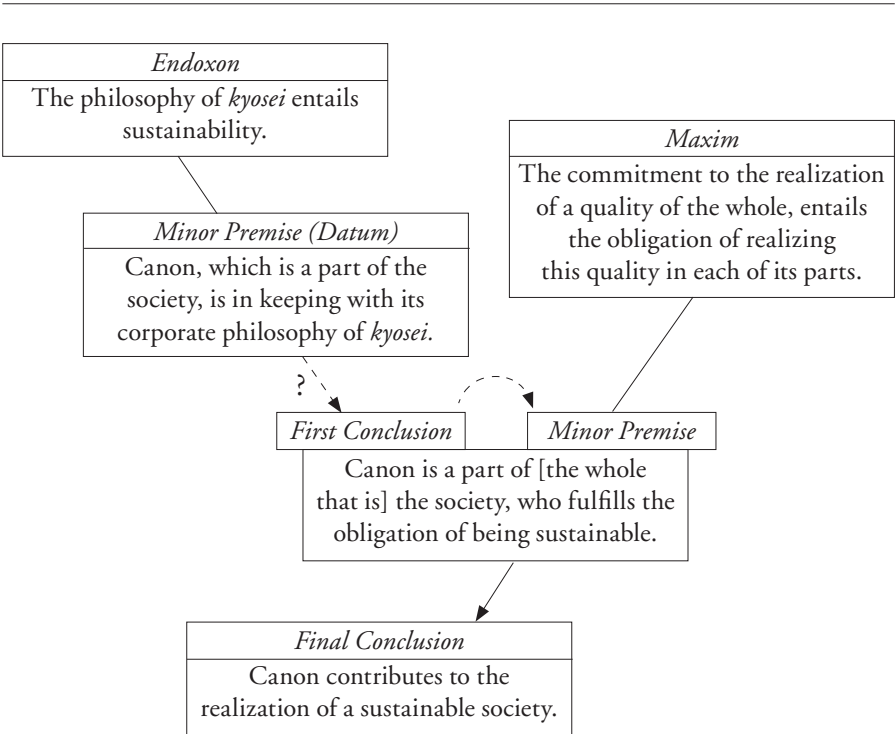 Endoxon
The philosophy of kyosei entails
sustainability.
Maxim
The commitment to the realization
of a quality of the whole, entails
the obligation of realizing
this quality in each of its parts.
Minor Premise (Datum)
Canon, which is a part of the
society, is in keeping with its
corporate philosophy of kyosei.
?
First Conclusion
Minor Premise
Canon is a part of [the whole
that is] the society, who fulfills the
obligation of being sustainable.
Final Conclusion
Canon contributes to the
realization of a sustainable society.